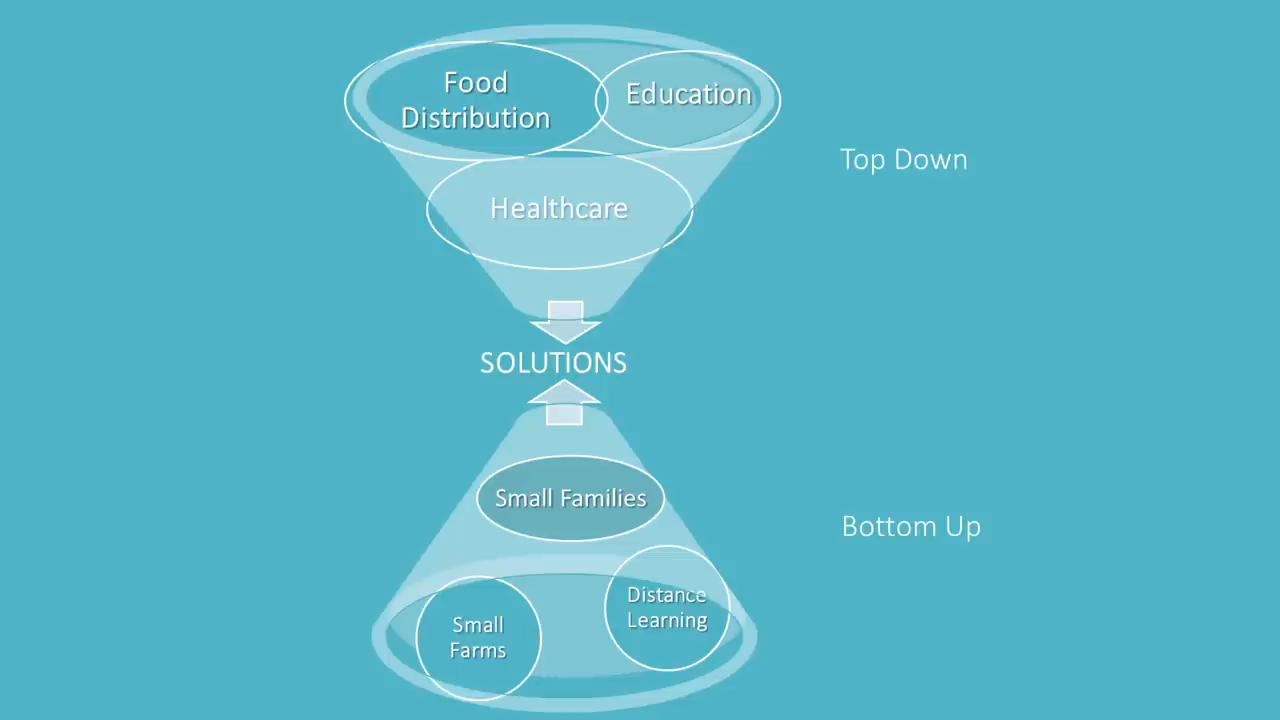 Food
Distribution
Education
Top Down
Healthcare
SOLUTIONS
Small Families
Bottom Up
Distance
Learning
Small
Farms